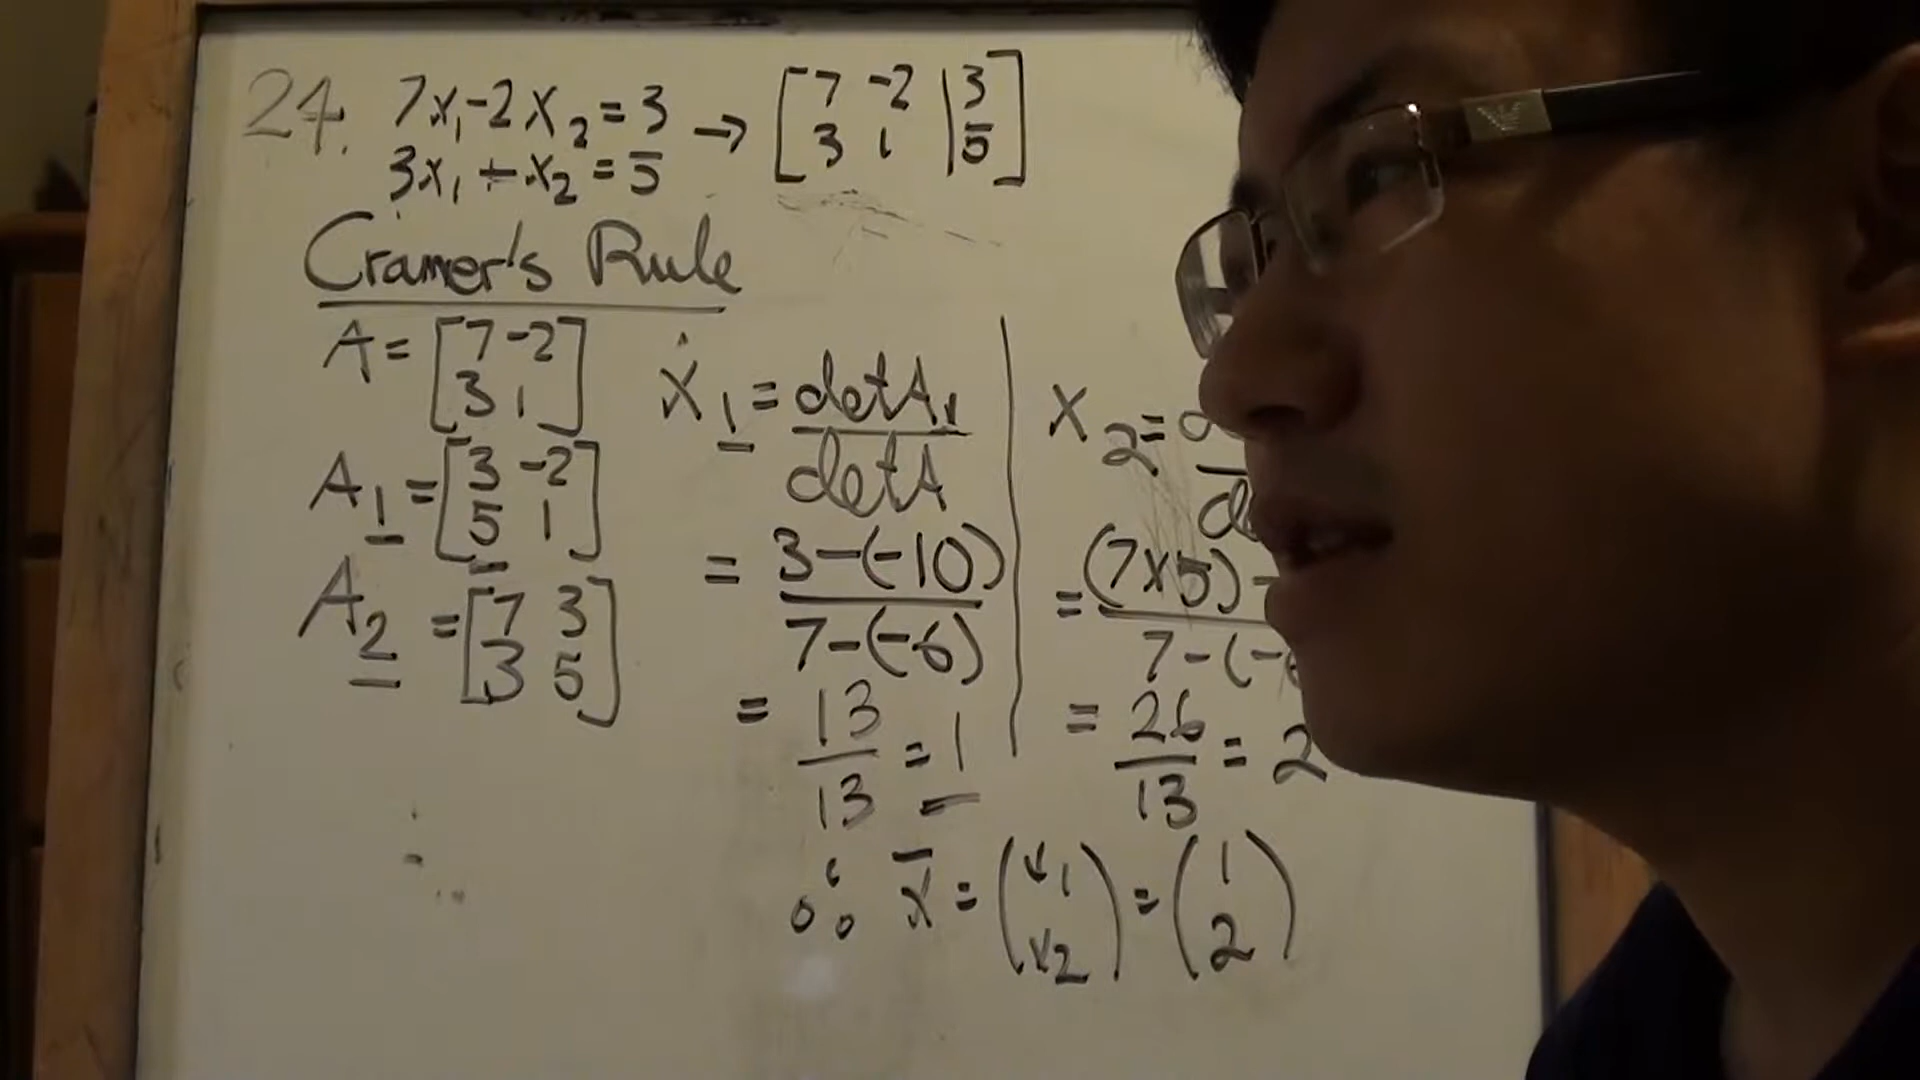 24. 7x₁-2x₂=3 → [7 -2 | 3]
3x₁+x₂=5 [3 1 | 5]
Cramer's Rule
A= [7 -2]
[3 1]
A₁= [3 -2]
[5 1]
A₂= [7 3]
[3 5]
x₁= detA₁
detA
= 3-(-10)
7-(-6)
= 13 = 1
13
x₂=
= (7x5)-
7-(-
= 26 = 2
13
∴ x̄ = (x₁) = (1)
(x₂) (2)